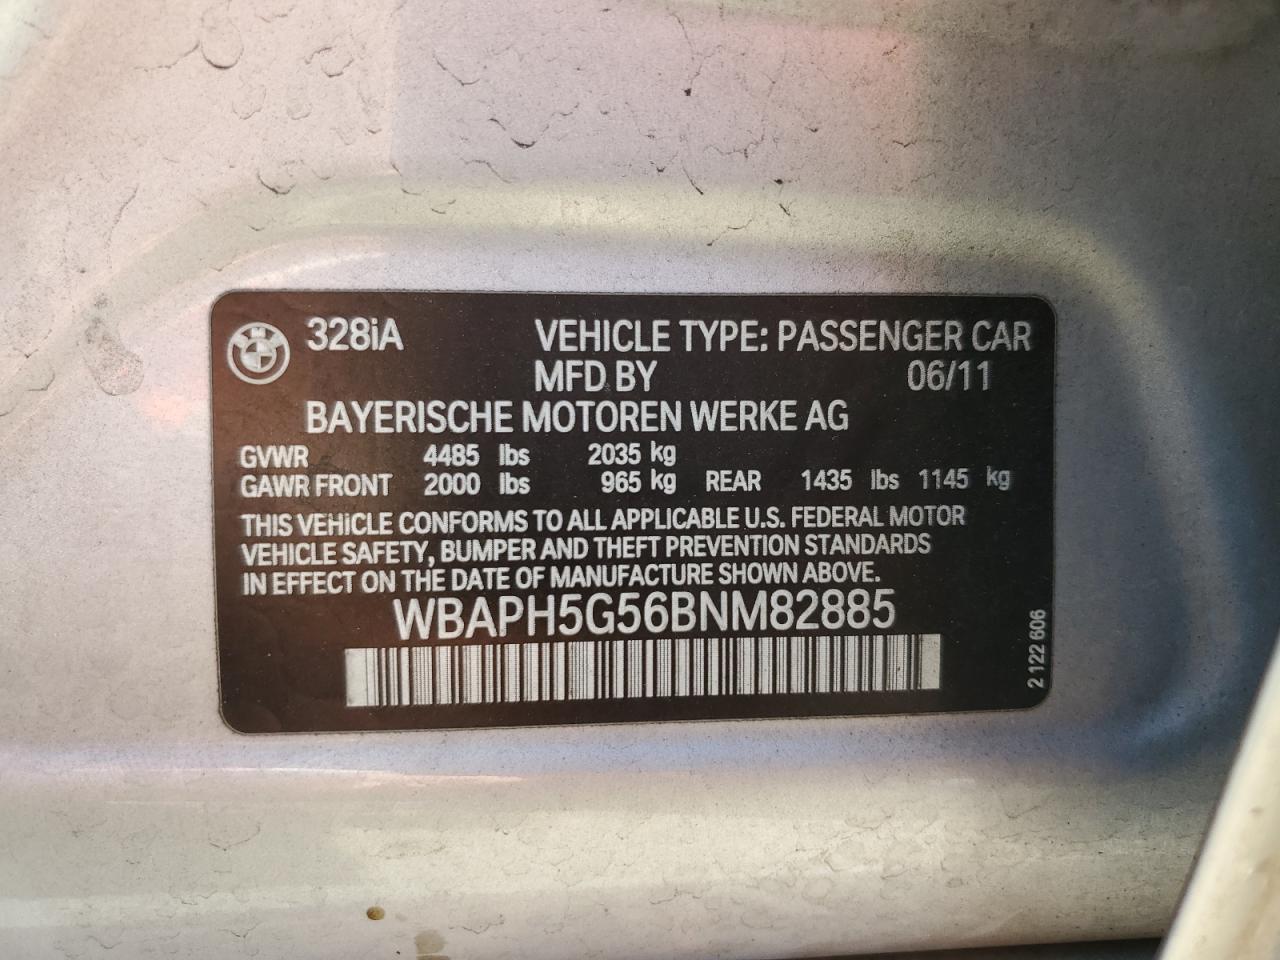 328iA VEHICLE TYPE: PASSENGER CAR
MFD BY 06/11
BAYERISCHE MOTOREN WERKE AG
GVWR 4485 lbs 2035 kg
GAWR FRONT 2000 lbs 965 kg REAR 1435 lbs 1145 kg
THIS VEHICLE CONFORMS TO ALL APPLICABLE U.S. FEDERAL MOTOR
VEHICLE SAFETY, BUMPER AND THEFT PREVENTION STANDARDS
IN EFFECT ON THE DATE OF MANUFACTURE SHOWN ABOVE.
WBAPH5G56BNM82885
2 122 606